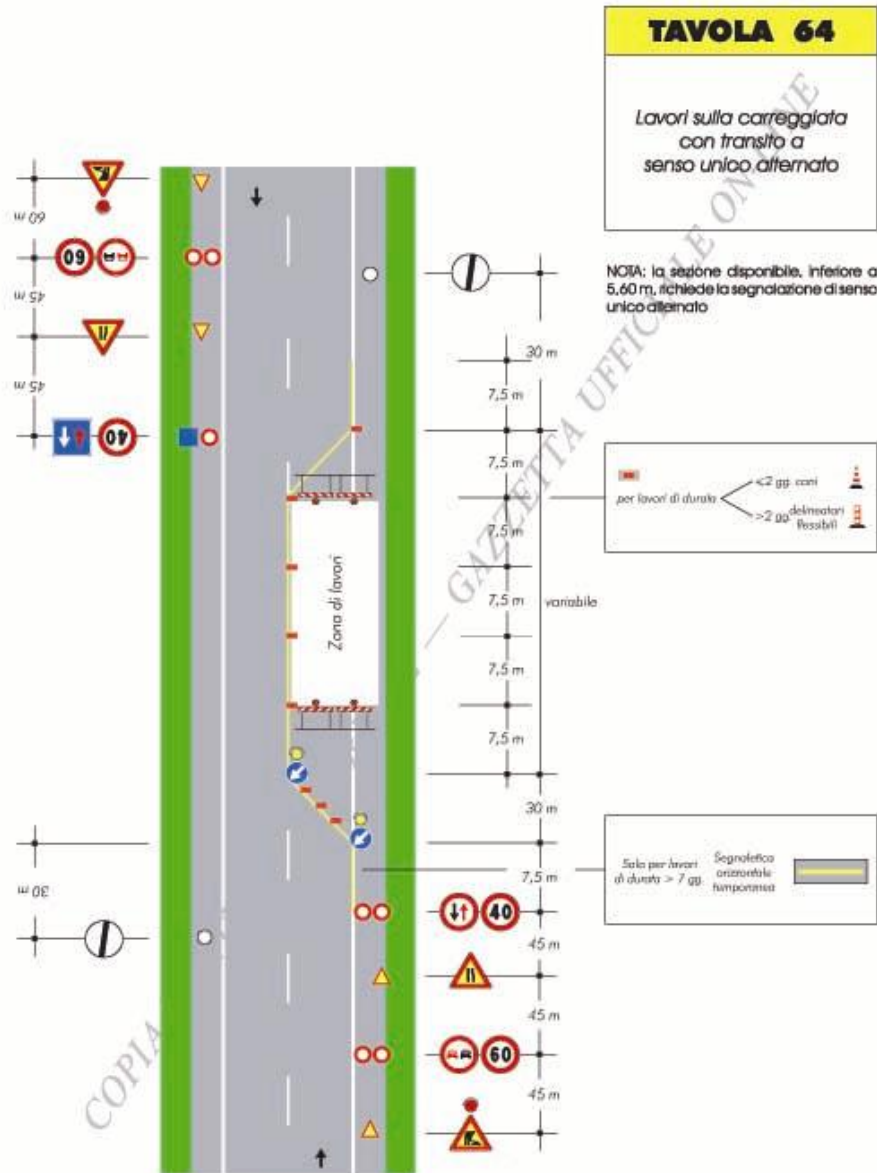 TAVOLA 64
Lavori sulla carreggiata
con transito a
senso unico alternato
NOTA: la sezione disponibile, inferiore a
5,60 m, richiede la segnalazione di senso
unico alternato
60 m
60
45 m
45 m
40
30 m
7,5 m
7,5 m
7,5 m
7,5 m
7,5 m
7,5 m
variabile
30 m
7,5 m
40
45 m
45 m
60
45 m
30 m
Zona di lavori
per lavori di durata
<2 gg. coni
>2 gg. delineatori
flessibili
Solo per lavori
di durata > 7 gg.
Segnaletica
orizzontale
temporanea
COPIA
— GAZZETTA UFFICIALE ON-LINE